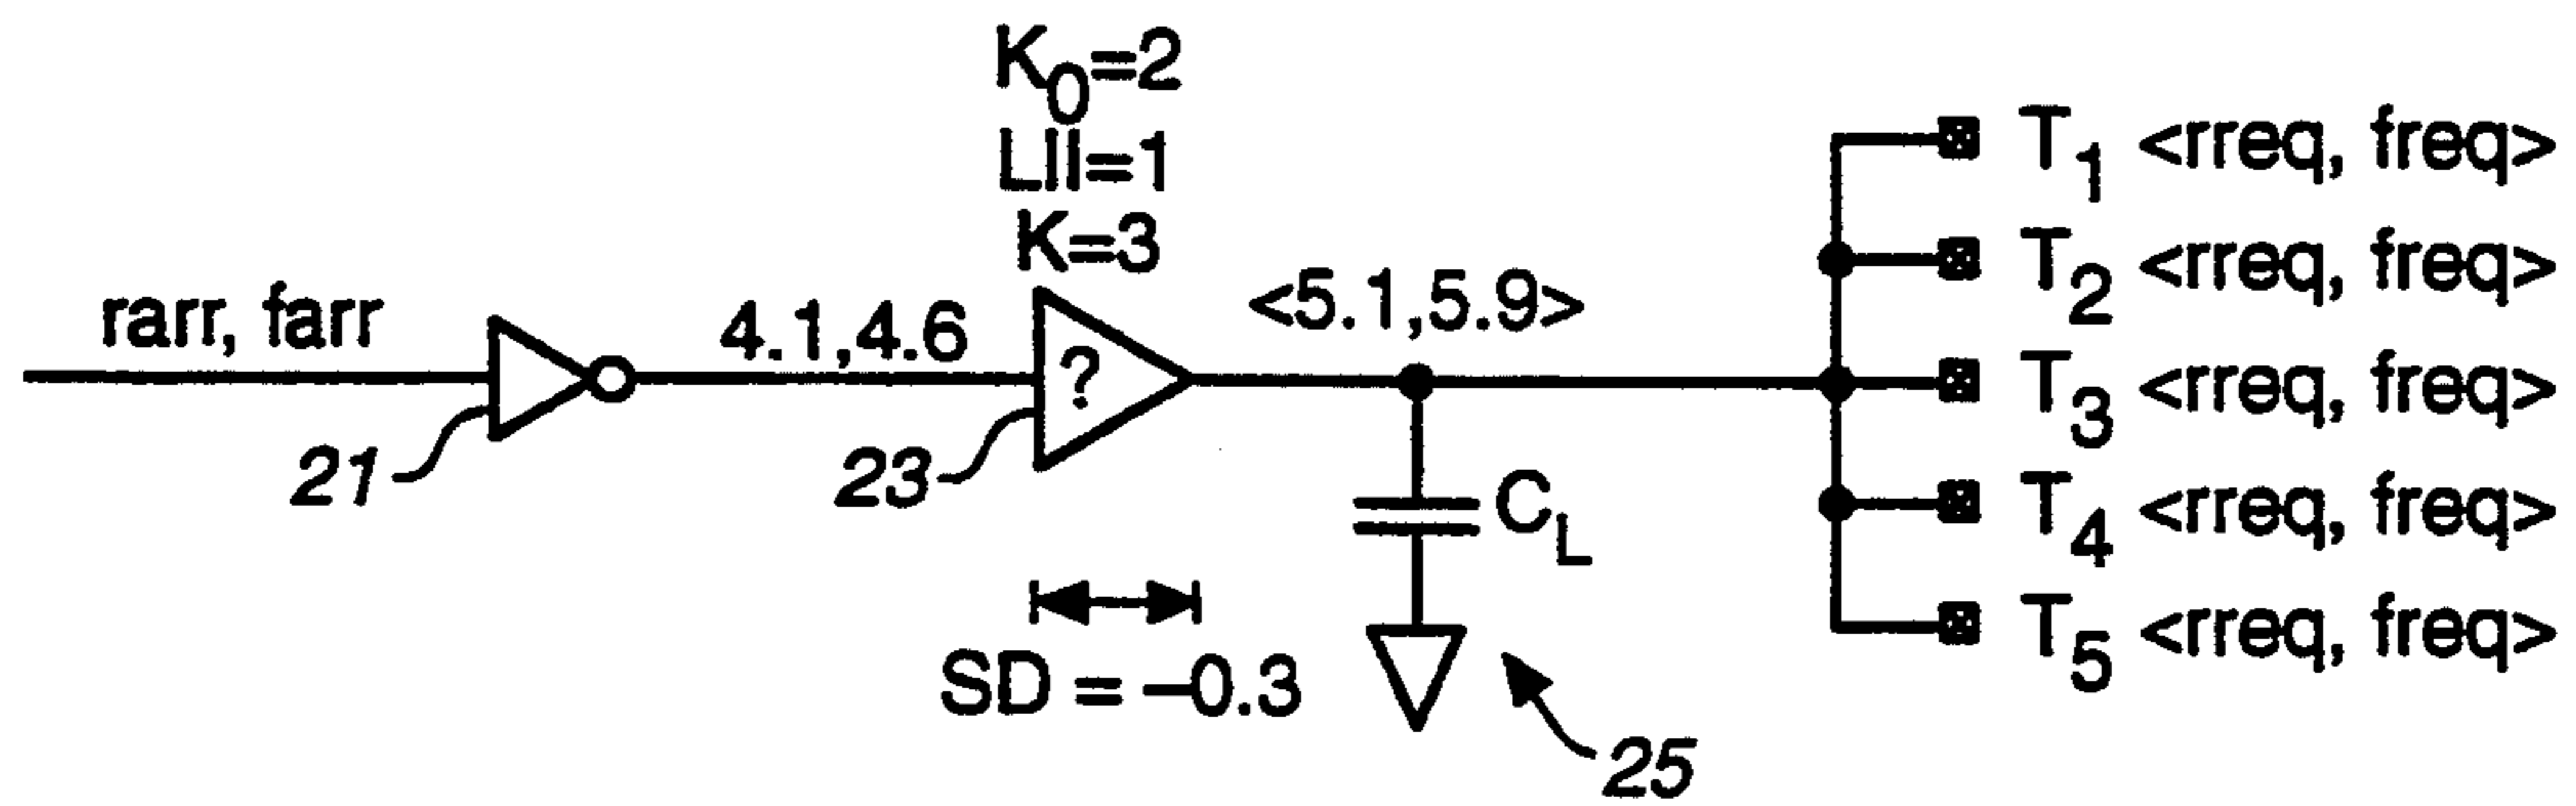 K0=2
LII=1
K=3
rarr, farr
4.1,4.6
?
<5.1,5.9>
21
23
CL
SD = –0.3
25
T1 <rreq, freq>
T2 <rreq, freq>
T3 <rreq, freq>
T4 <rreq, freq>
T5 <rreq, freq>